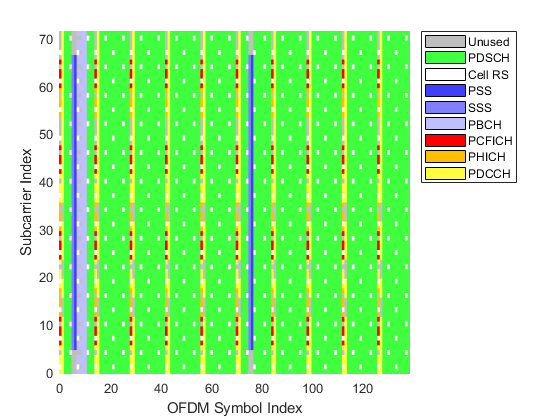 70
60
50
40
30
20
10
0
Subcarrier Index
0 20 40 60 80 100 120
OFDM Symbol Index
Unused
PDSCH
Cell RS
PSS
SSS
PBCH
PCFICH
PHICH
PDCCH